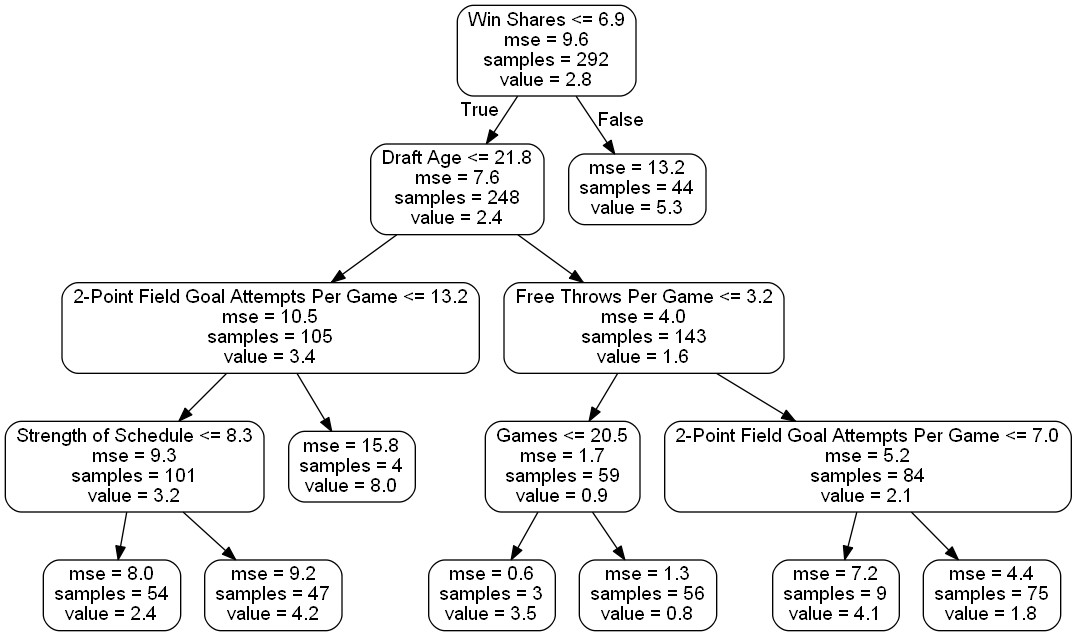 Win Shares <= 6.9
mse = 9.6
samples = 292
value = 2.8
True
False
Draft Age <= 21.8
mse = 7.6
samples = 248
value = 2.4
mse = 13.2
samples = 44
value = 5.3
2-Point Field Goal Attempts Per Game <= 13.2
mse = 10.5
samples = 105
value = 3.4
Free Throws Per Game <= 3.2
mse = 4.0
samples = 143
value = 1.6
Strength of Schedule <= 8.3
mse = 9.3
samples = 101
value = 3.2
mse = 15.8
samples = 4
value = 8.0
Games <= 20.5
mse = 1.7
samples = 59
value = 0.9
2-Point Field Goal Attempts Per Game <= 7.0
mse = 5.2
samples = 84
value = 2.1
mse = 8.0
samples = 54
value = 2.4
mse = 9.2
samples = 47
value = 4.2
mse = 0.6
samples = 3
value = 3.5
mse = 1.3
samples = 56
value = 0.8
mse = 7.2
samples = 9
value = 4.1
mse = 4.4
samples = 75
value = 1.8